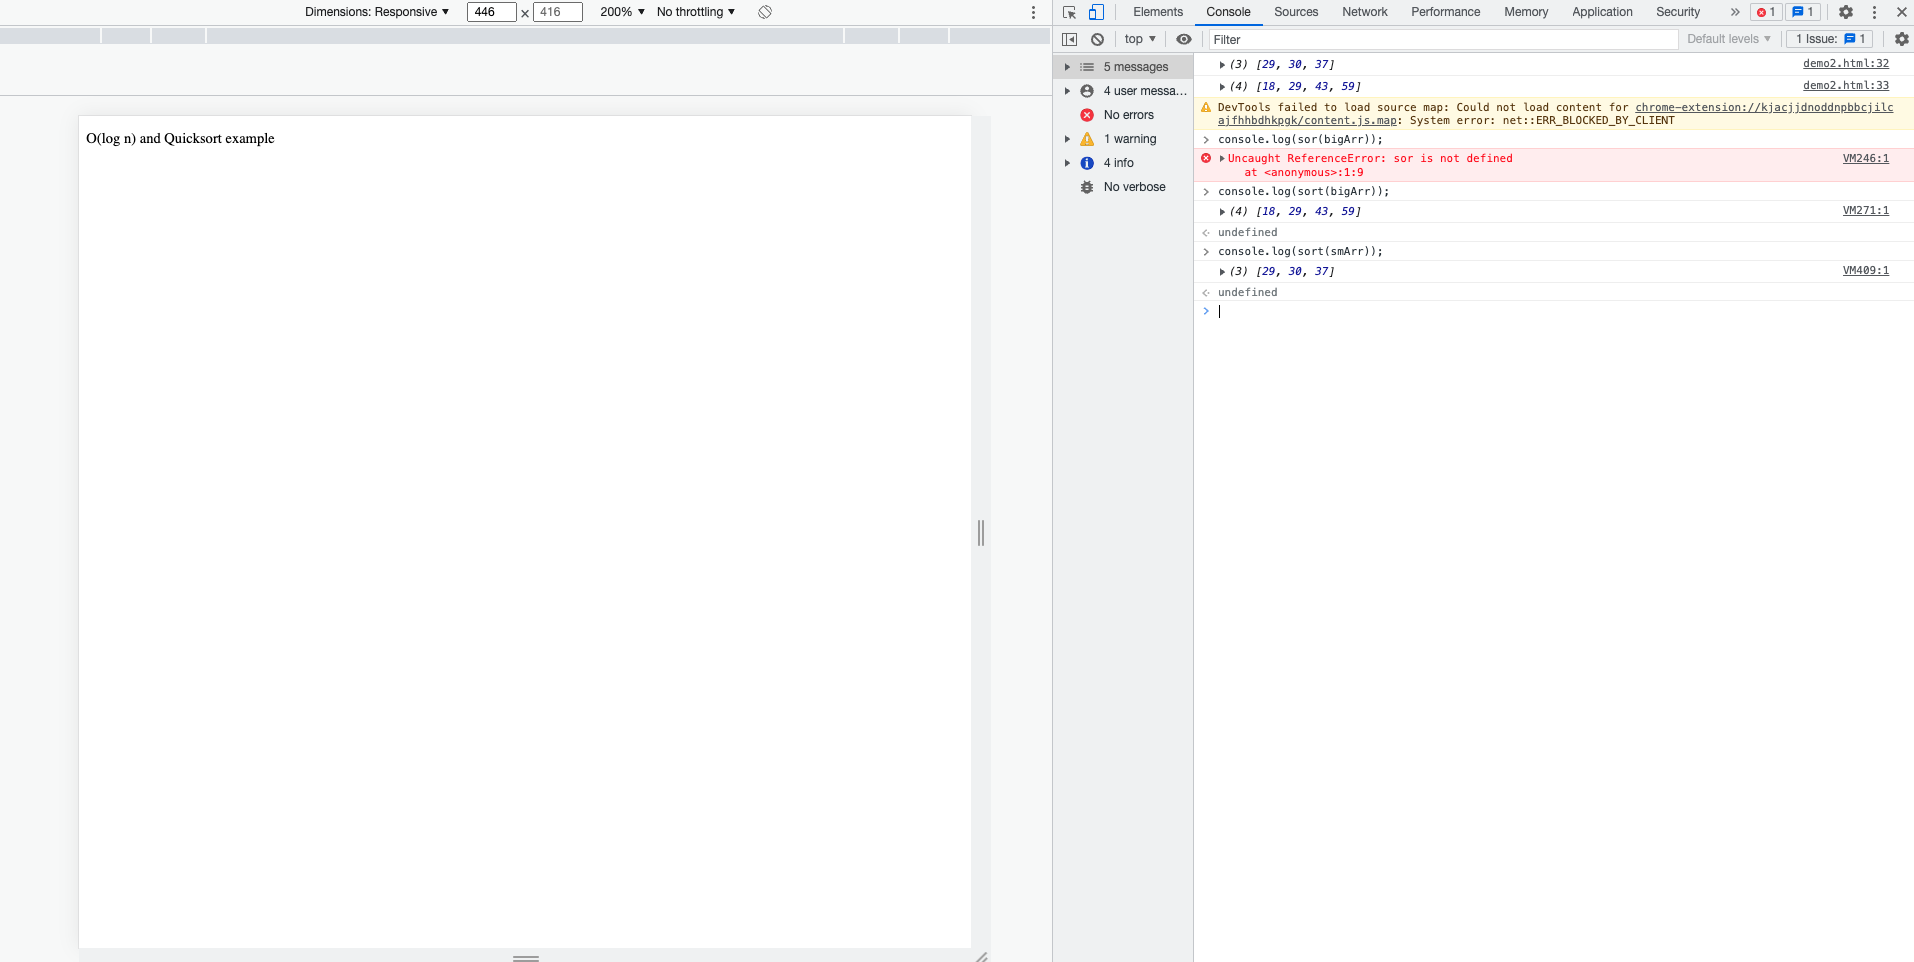 Dimensions: Responsive ▼ 446 × 416 200% ▼ No throttling ▼
Elements Console Sources Network Performance Memory Application Security » 1 1
top ▼ Filter Default levels ▼ 1 Issue: 1
O(log n) and Quicksort example
5 messages
4 user messa...
No errors
1 warning
4 info
No verbose
(3) [29, 30, 37] demo2.html:32
(4) [18, 29, 43, 59] demo2.html:33
DevTools failed to load source map: Could not load content for chrome-extension://kjacjjdnoddnpbbcjilc
ajfhhbdhkpgk/content.js.map: System error: net::ERR_BLOCKED_BY_CLIENT
> console.log(sor(bigArr));
Uncaught ReferenceError: sor is not defined VM246:1
at <anonymous>:1:9
> console.log(sort(bigArr));
(4) [18, 29, 43, 59] VM271:1
undefined
> console.log(sort(smArr));
(3) [29, 30, 37] VM409:1
undefined
>